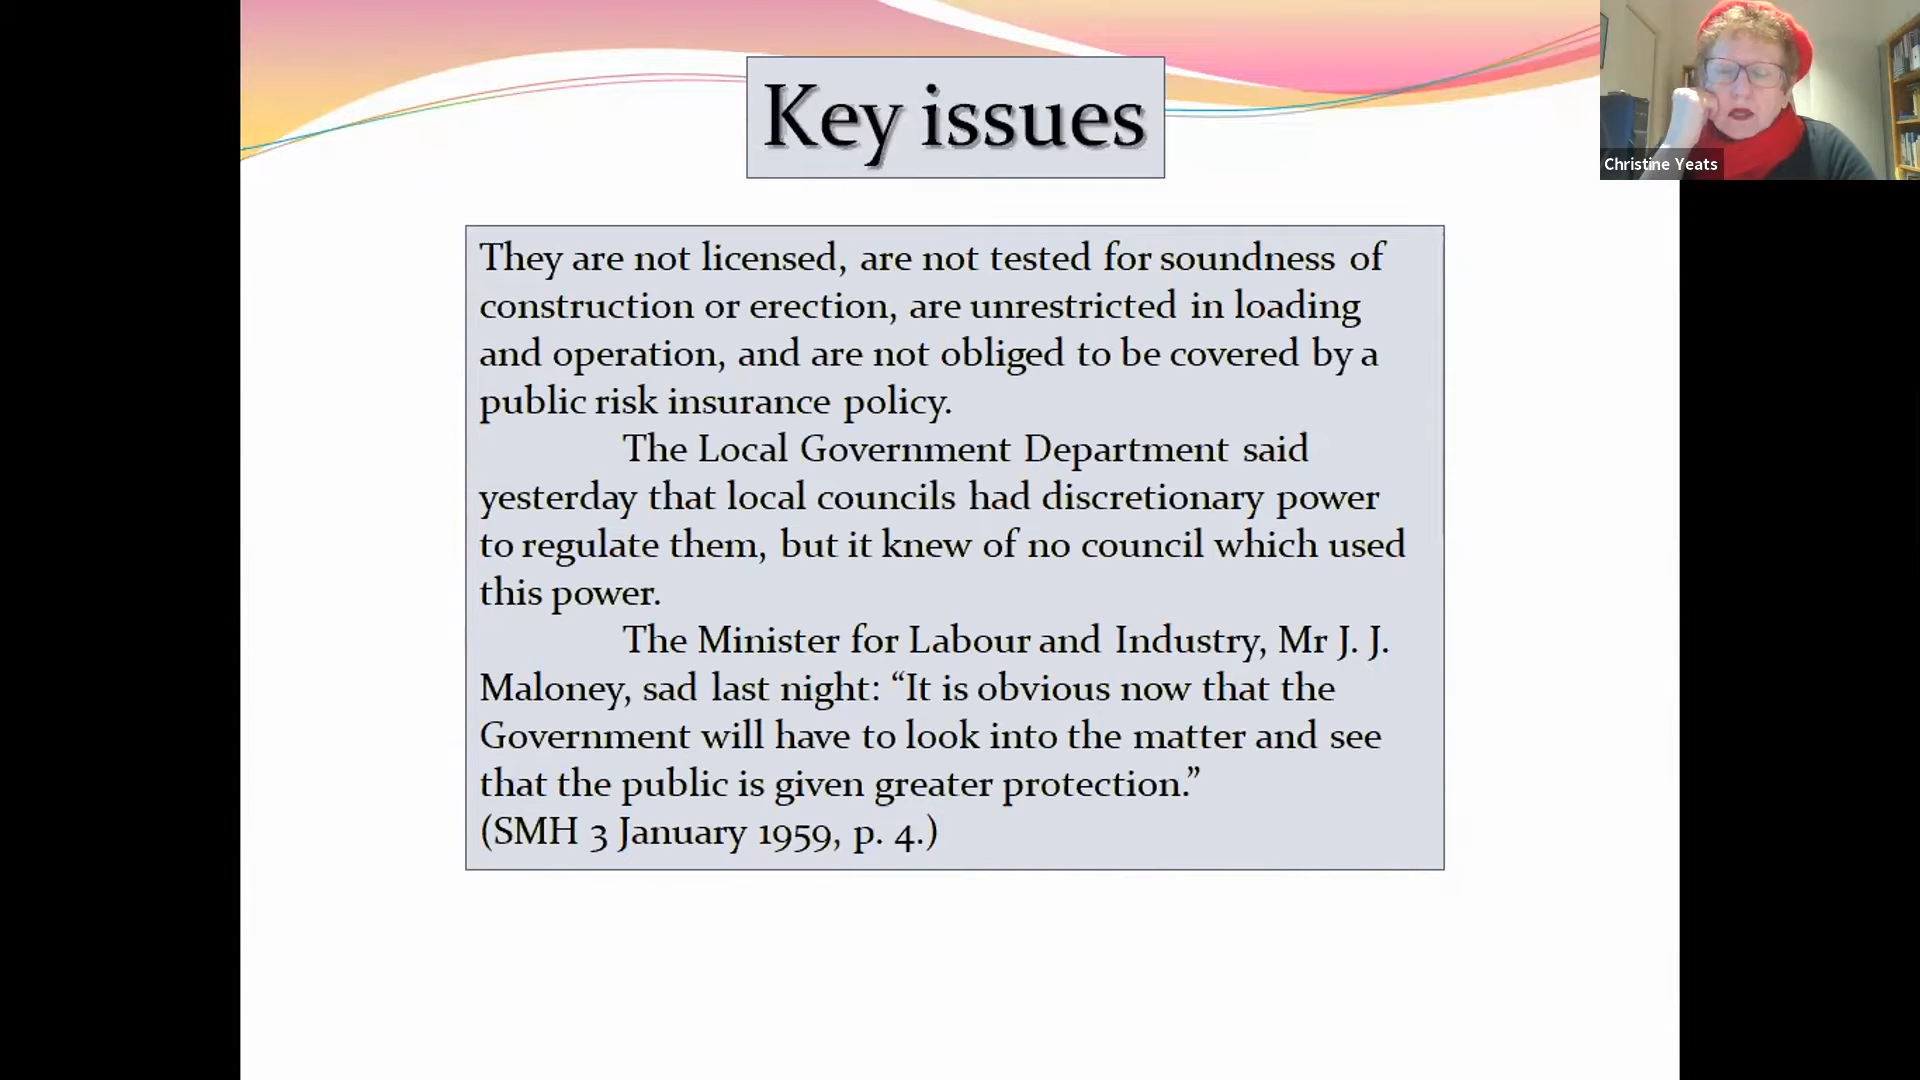 Key issues
Christine Yeats
They are not licensed, are not tested for soundness of
construction or erection, are unrestricted in loading
and operation, and are not obliged to be covered by a
public risk insurance policy.
The Local Government Department said
yesterday that local councils had discretionary power
to regulate them, but it knew of no council which used
this power.
The Minister for Labour and Industry, Mr J. J.
Maloney, sad last night: “It is obvious now that the
Government will have to look into the matter and see
that the public is given greater protection.”
(SMH 3 January 1959, p. 4.)